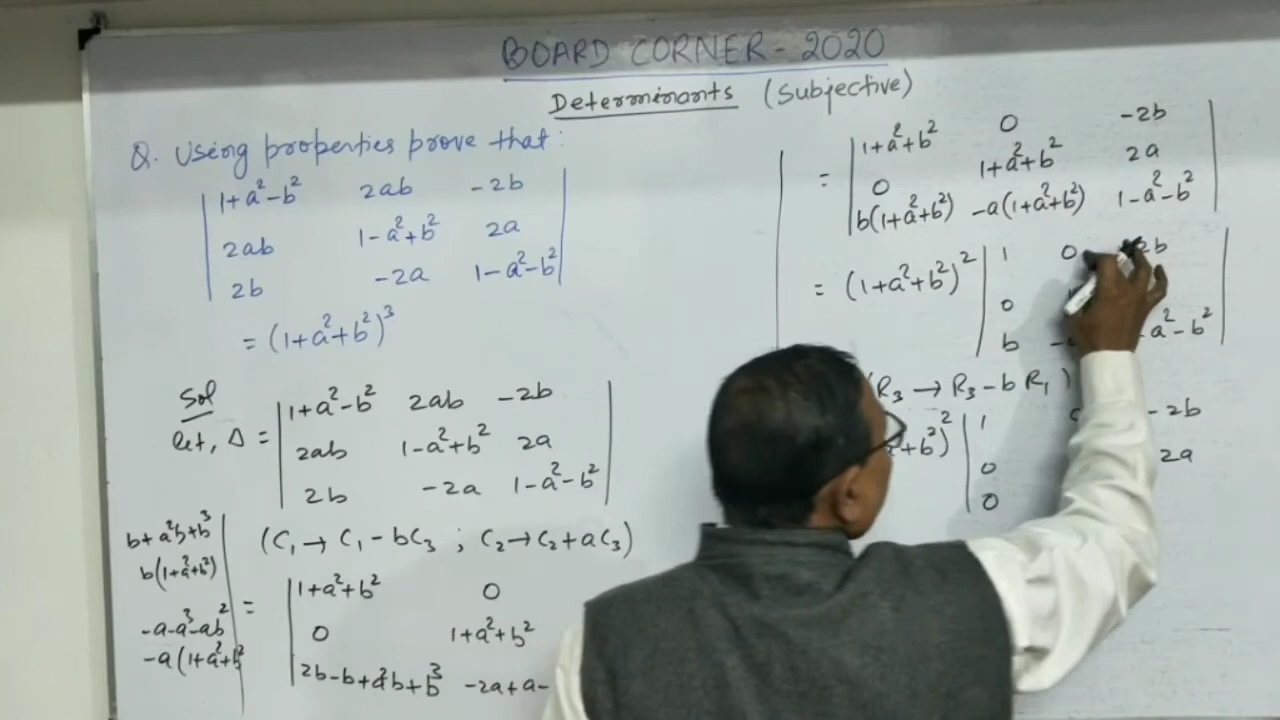 BOARD CORNER - 2020
Determinants (Subjective)
Q. Using properties prove that:
| 1+a²-b² 2ab -2b |
| 2ab 1-a²+b² 2a |
| 2b -2a 1-a²-b² |
= (1+a²+b²)³
Sol
let, Δ = | 1+a²-b² 2ab -2b |
| 2ab 1-a²+b² 2a |
| 2b -2a 1-a²-b² |
(C₁ → C₁ - bC₃ ; C₂ → C₂ + aC₃)
b+a²b+b³
b(1+a²+b²)
-a-a³-ab²
-a(1+a²+b²
= | 1+a²+b² 0
| 0 1+a²+b²
| 2b-b+a²b+b³ -2a+a-
= | 1+a²+b² 0 -2b |
| 0 1+a²+b² 2a |
| b(1+a²+b²) -a(1+a²+b²) 1-a²-b² |
= (1+a²+b²)² | 1 0 2b |
| 0
| b - a²-b² |
(R₃ → R₃ - b R₁)
+b²)² | 1 -2b
| 0 2a
| 0